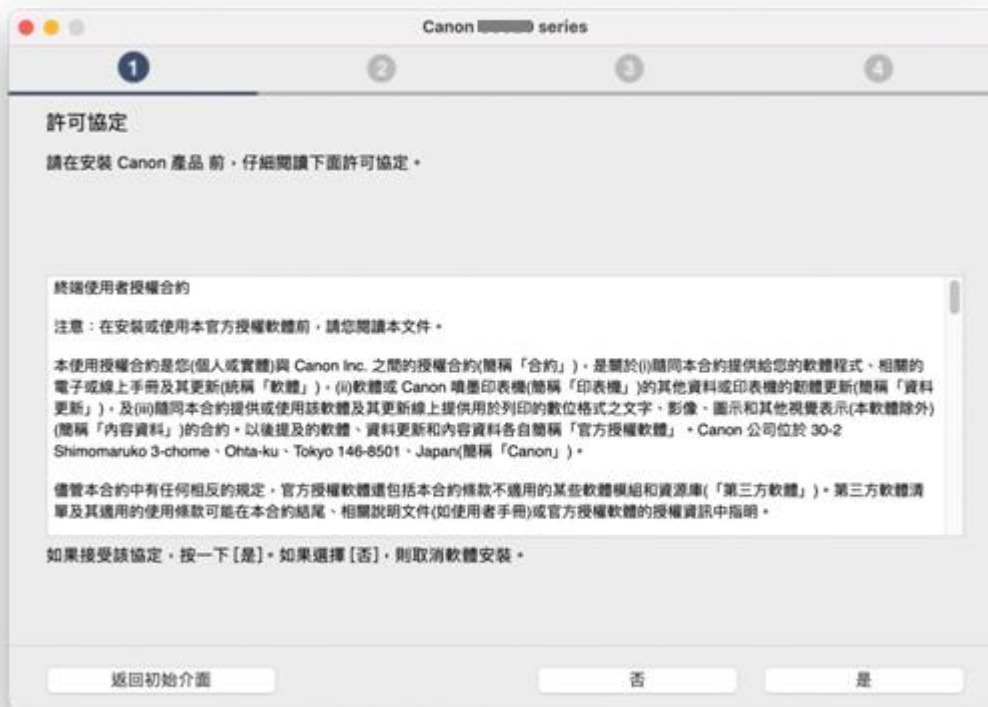 Canon series
1 2 3 4
許可協定
請在安裝 Canon 產品 前，仔細閱讀下面許可協定。
終端使用者授權合約
注意：在安裝或使用本官方授權軟體前，請您閱讀本文件。
本使用授權合約是您(個人或實體)與 Canon Inc. 之間的授權合約(簡稱「合約」)，是關於(i)隨同本合約提供給您的軟體程式、相關的
電子或線上手冊及其更新(統稱「軟體」)，(ii)軟體或 Canon 噴墨印表機(簡稱「印表機」)的其他資料或印表機的韌體更新(簡稱「資料
更新」)，及(iii)隨同本合約提供或使用該軟體及其更新線上提供用於列印的數位格式之文字、影像、圖示和其他視覺表示(本軟體除外)
(簡稱「內容資料」)的合約。以後提及的軟體、資料更新和內容資料各自簡稱「官方授權軟體」。Canon 公司位於 30-2
Shimomaruko 3-chome、Ohta-ku、Tokyo 146-8501、Japan(簡稱「Canon」)。
儘管本合約中有任何相反的規定，官方授權軟體還包括本合約條款不適用的某些軟體模組和資源庫(「第三方軟體」)。第三方軟體清
單及其適用的使用條款可能在本合約結尾、相關說明文件(如使用者手冊)或官方授權軟體的授權資訊中指明。
如果接受該協定，按一下 [是]。如果選擇 [否]，則取消軟體安裝。
返回初始介面
否
是